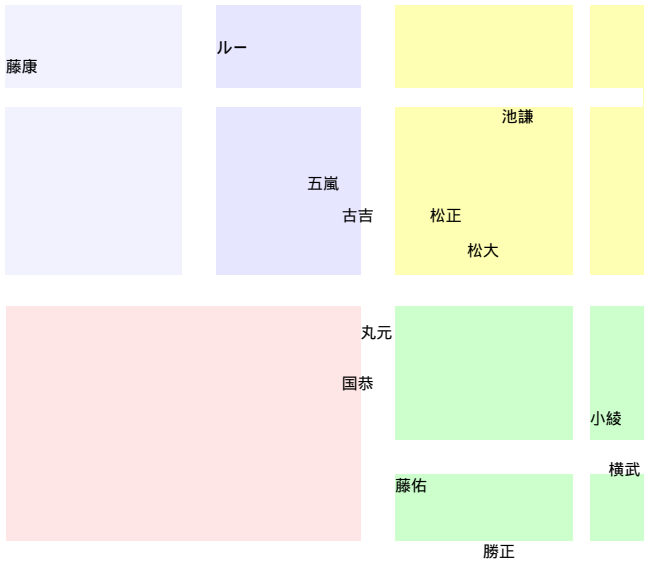 ルー
藤康
池謙
五嵐
古吉
松正
松大
丸元
国恭
小綾
横武
藤佑
勝正